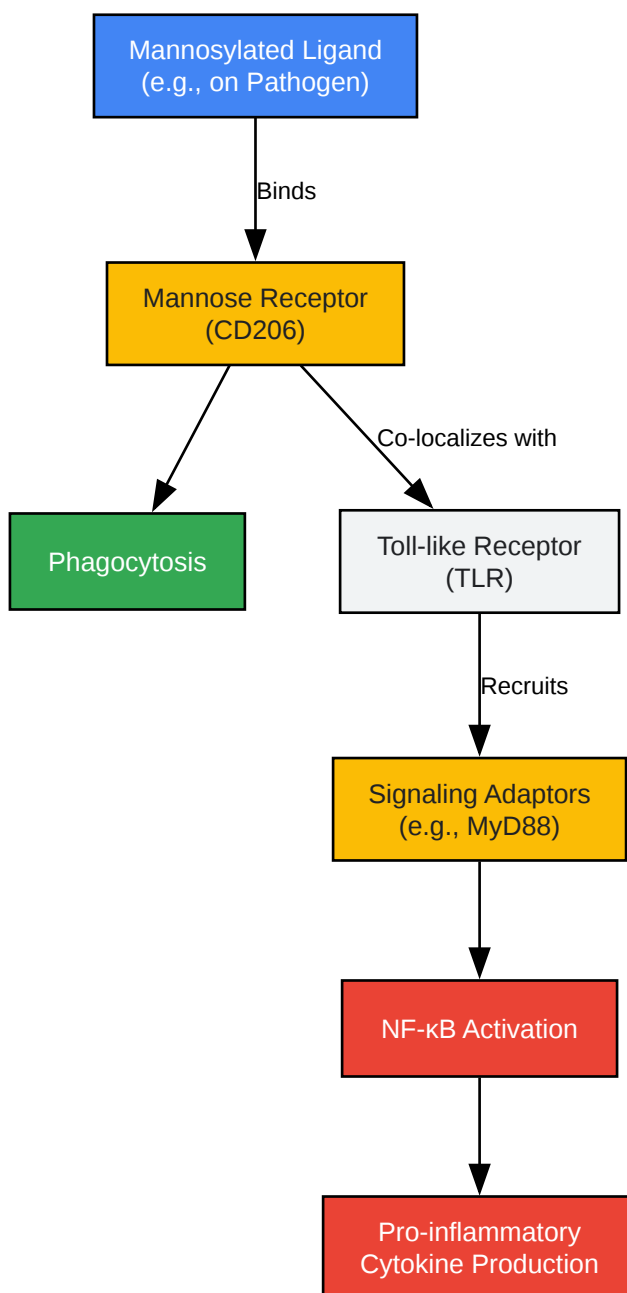 Mannosylated Ligand
(e.g., on Pathogen)
Binds
Mannose Receptor
(CD206)
Co-localizes with
Phagocytosis
Toll-like Receptor
(TLR)
Recruits
Signaling Adaptors
(e.g., MyD88)
NF-κB Activation
Pro-inflammatory
Cytokine Production